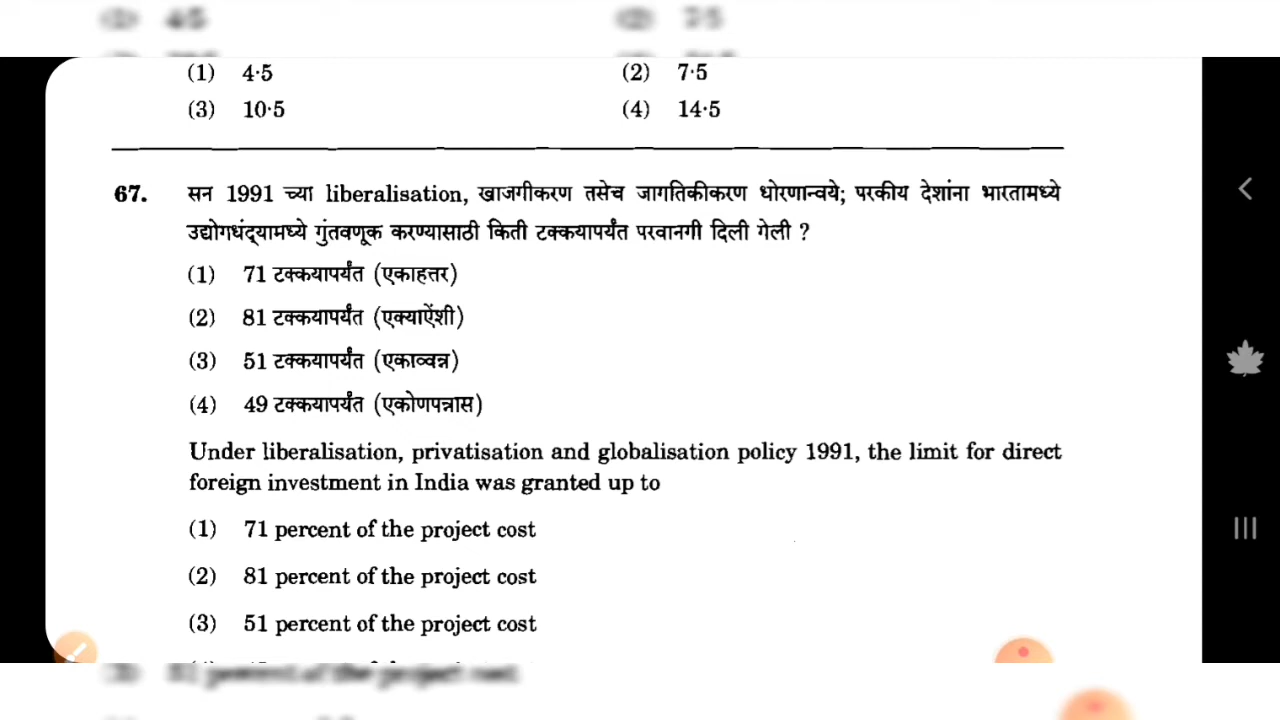 (1) 4·5 (2) 7·5
(3) 10·5 (4) 14·5
67. सन 1991 च्या liberalisation, खाजगीकरण तसेच जागतिकीकरण धोरणान्वये; परकीय देशांना भारतामध्ये
उद्योगधंद्यामध्ये गुंतवणूक करण्यासाठी किती टक्कयापर्यंत परवानगी दिली गेली ?
(1) 71 टक्कयापर्यंत (एकाहत्तर)
(2) 81 टक्कयापर्यंत (एक्याऐंशी)
(3) 51 टक्कयापर्यंत (एकाव्वन्न)
(4) 49 टक्कयापर्यंत (एकोणपन्नास)
Under liberalisation, privatisation and globalisation policy 1991, the limit for direct
foreign investment in India was granted up to
(1) 71 percent of the project cost
(2) 81 percent of the project cost
(3) 51 percent of the project cost